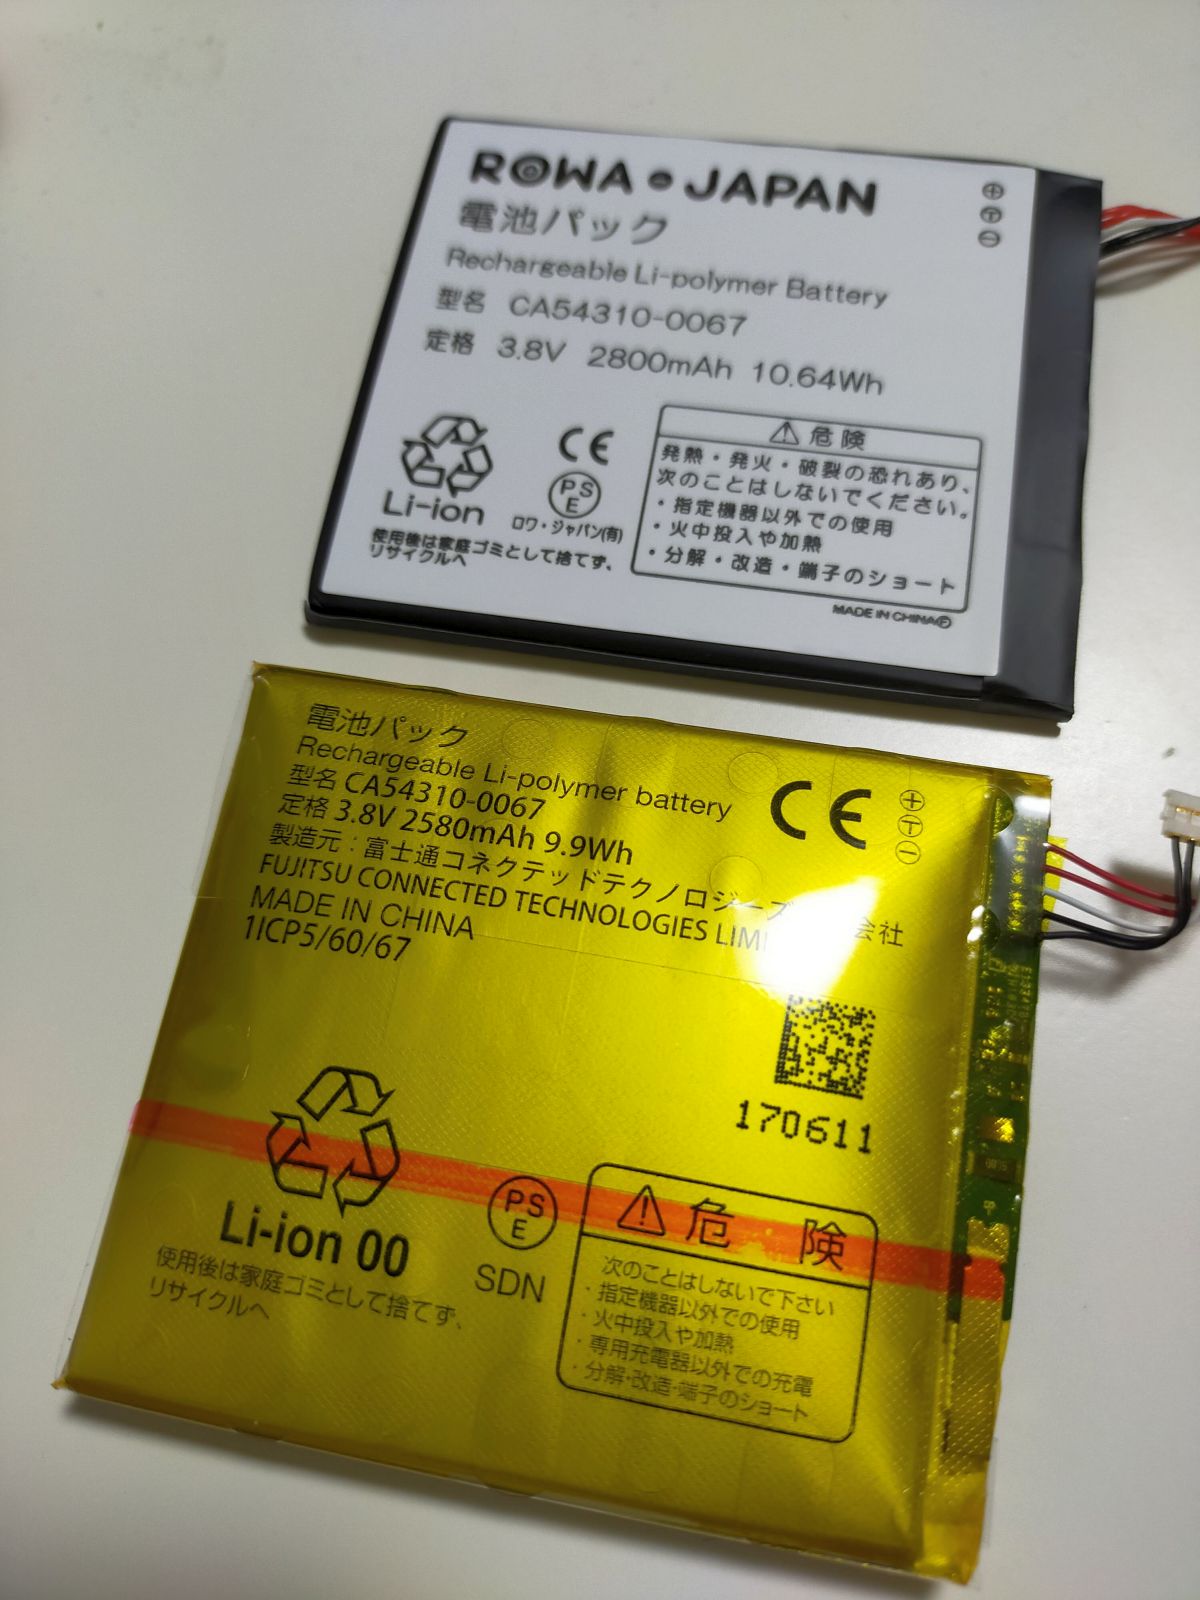 ROWA JAPAN
電池パック
Rechargeable Li-polymer Battery
型名 CA54310-0067
定格 3.8V 2800mAh 10.64Wh
Li-ion
CE
PSE
ロワ・ジャパン(有)
使用後は家庭ゴミとして捨てず、
リサイクルへ
危険
発熱・発火・破裂の恐れあり、
次のことはしないでください。
・指定機器以外での使用
・火中投入や加熱
・分解・改造・端子のショート
MADE IN CHINA Ⓕ
電池パック
Rechargeable Li-polymer battery
型名 CA54310-0067
定格 3.8V 2580mAh 9.9Wh
製造元：富士通コネクテッドテクノロジーズ 会社
FUJITSU CONNECTED TECHNOLOGIES
MADE IN CHINA
1ICP5/60/67
CE
170611
Li-ion 00
使用後は家庭ゴミとして捨てず、
リサイクルへ
PSE
SDN
危険
次のことはしないで下さい
・指定機器以外での使用
・火中投入や加熱
・専用充電器以外での充電
・分解・改造・端子のショート